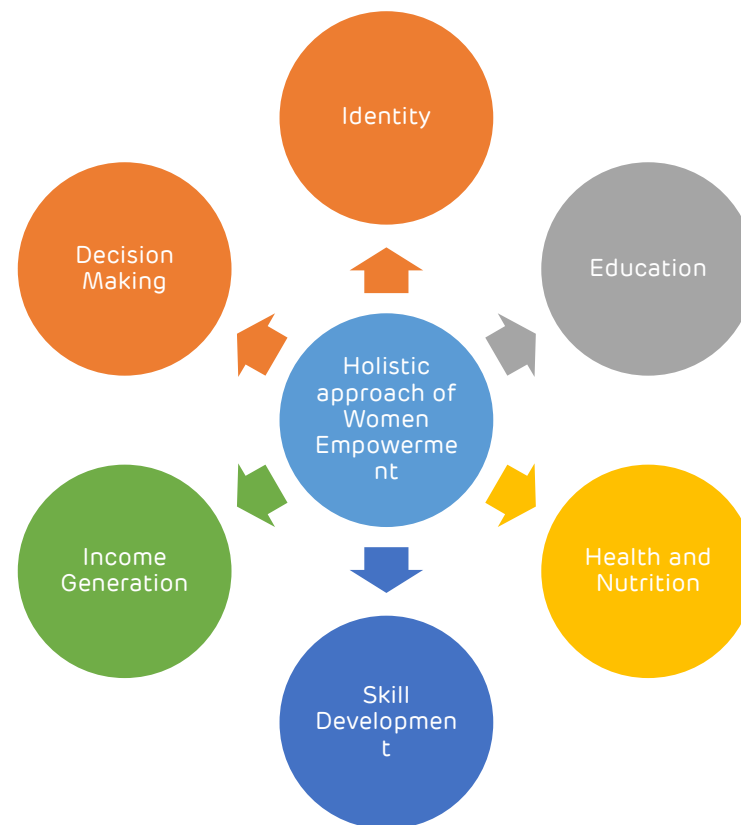 Identity
Decision
Making
Education
Holistic
approach of
Women
Empowerme
nt
Income
Generation
Health and
Nutrition
Skill
Developmen
t